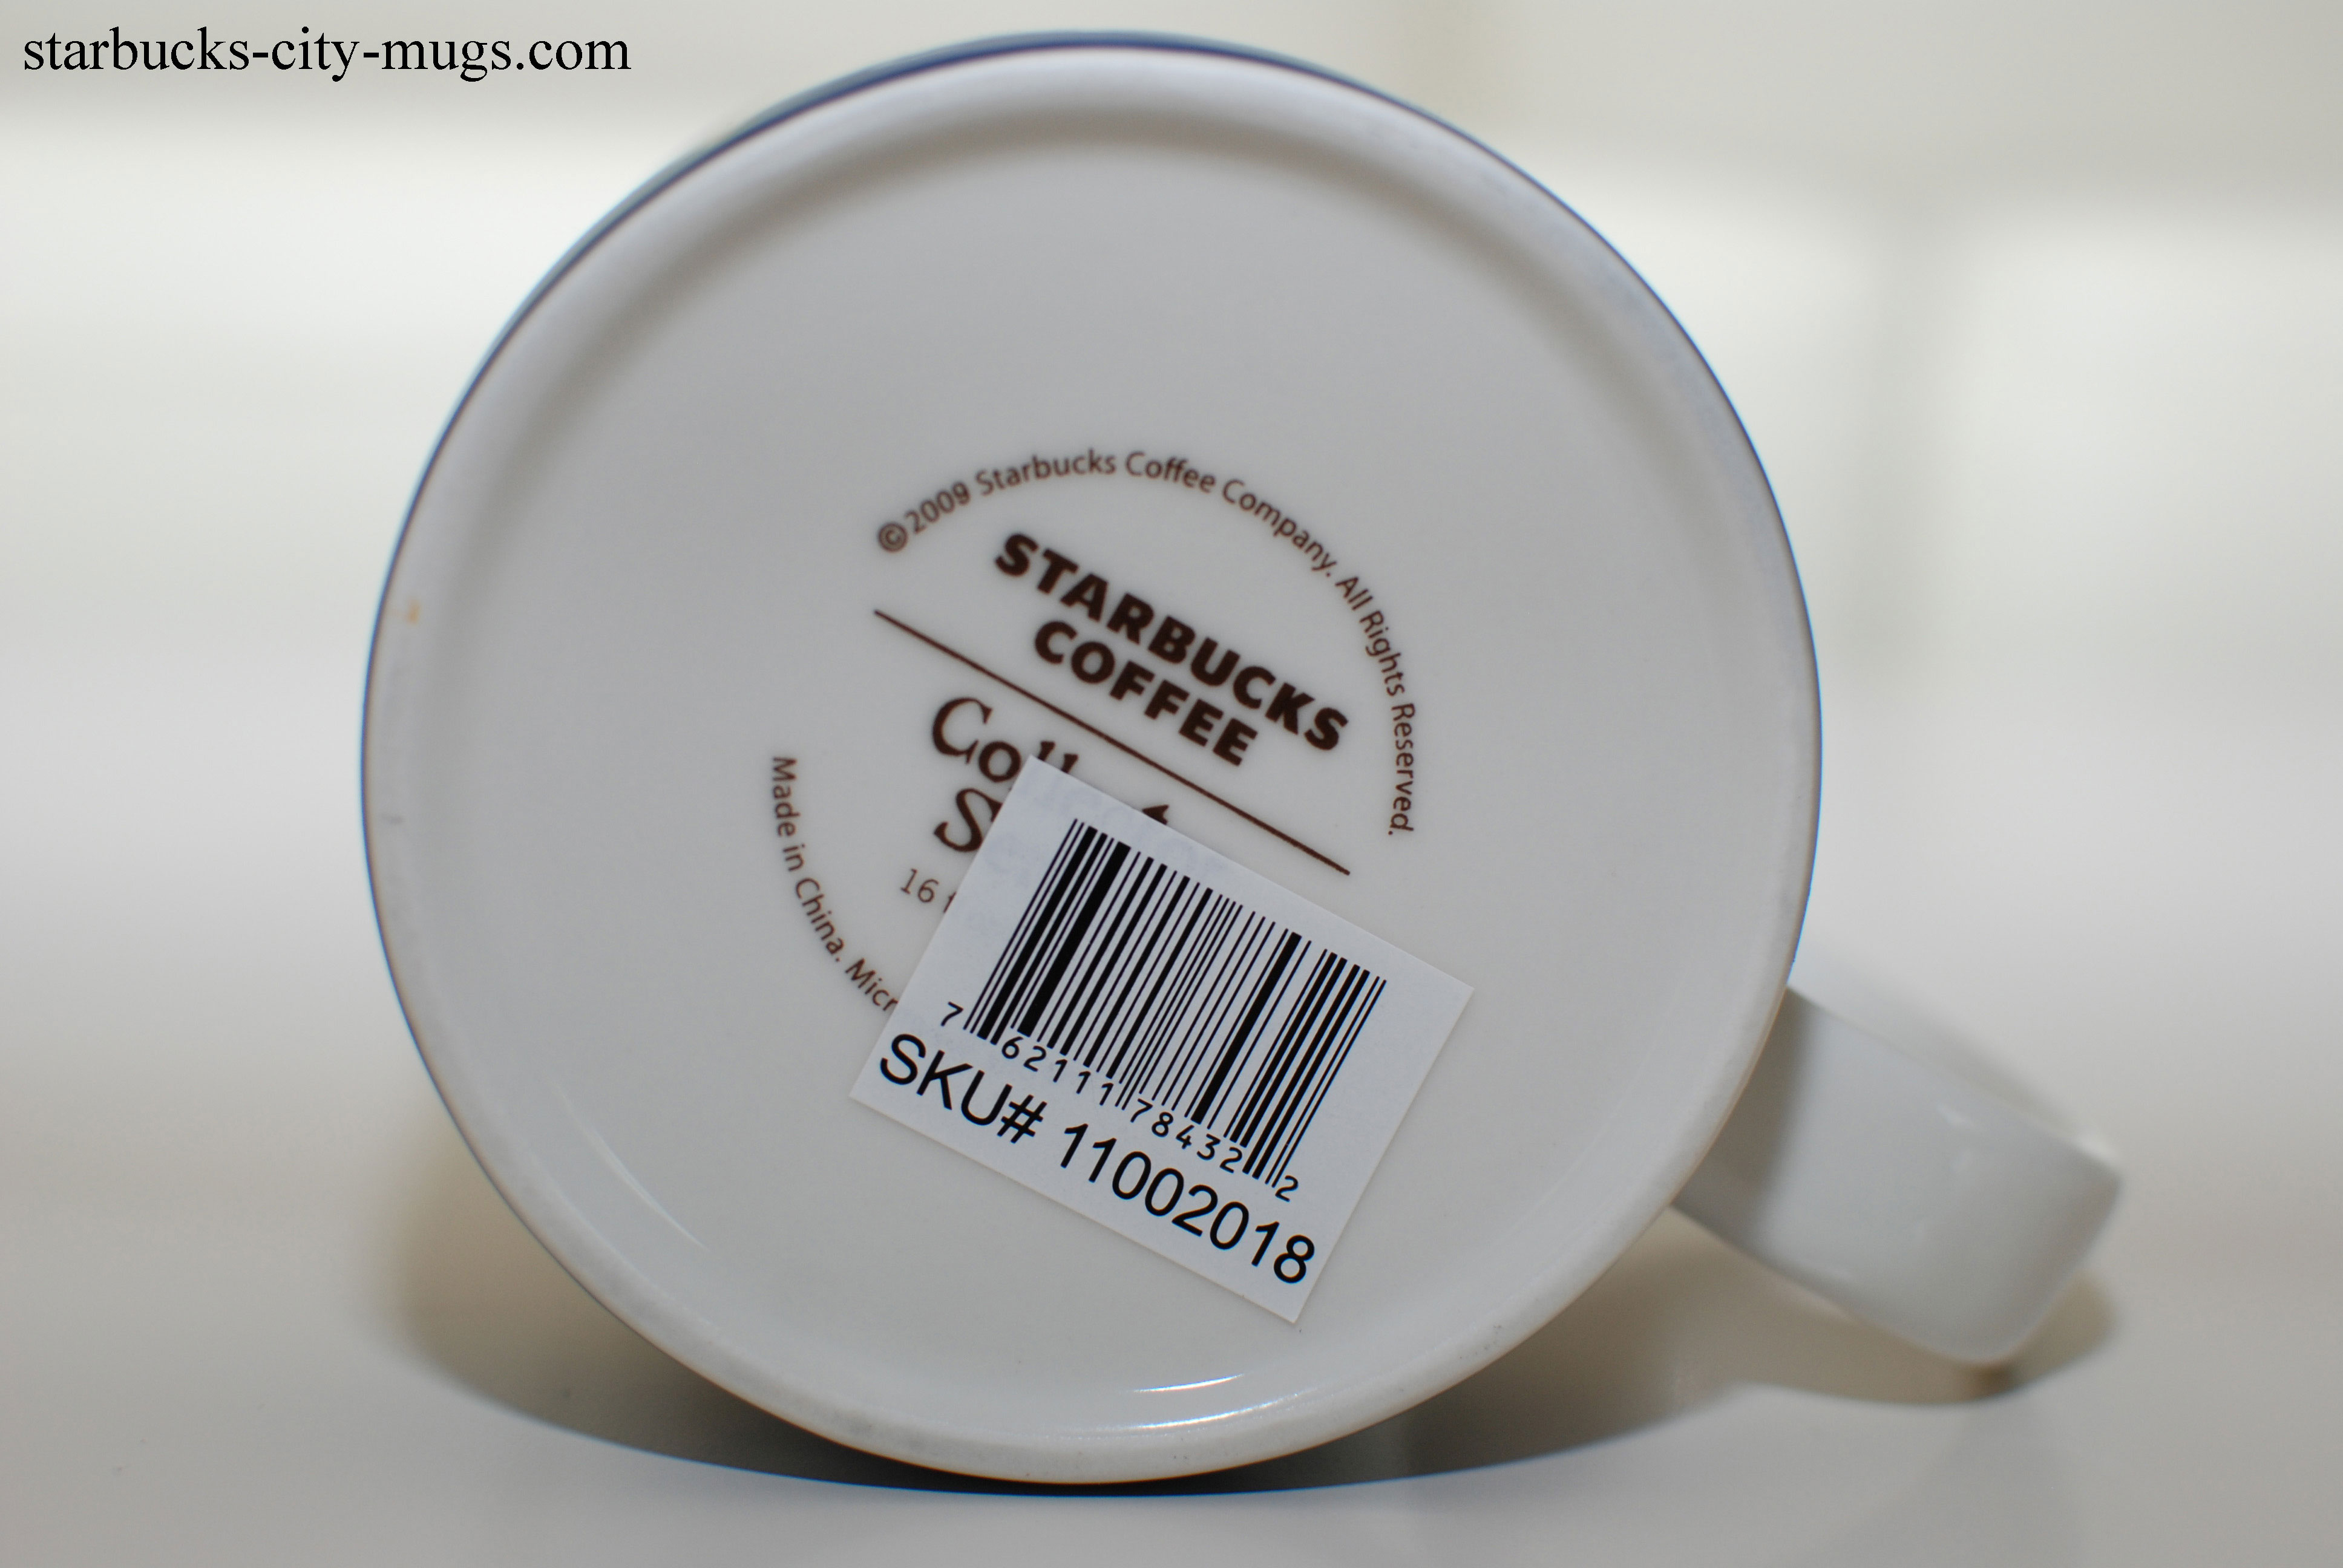 starbucks-city-mugs.com
©2009 Starbucks Coffee Company. All Rights Reserved.
STARBUCKS
COFFEE
16
Made in China.
7 62111 78432 2
SKU# 11002018